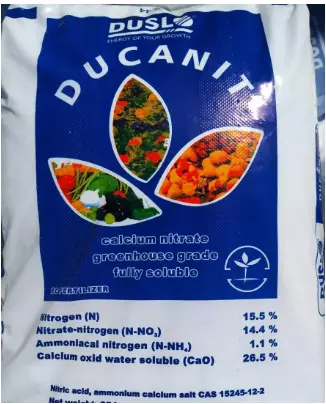 DUSLO
ENERGY OF YOUR GROWTH
DUCANIT
calcium nitrate
greenhouse grade
fully soluble
FERTILIZER
Nitrogen (N) 15.5 %
Nitrate-nitrogen (N-NO₃) 14.4 %
Ammoniacal nitrogen (N-NH₄) 1.1 %
Calcium oxid water soluble (CaO) 26.5 %
Nitric acid, ammonium calcium salt CAS 15245-12-2
Net weight: